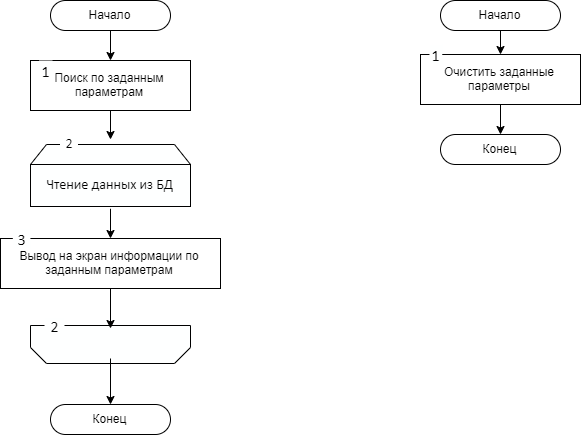 Начало
1
Поиск по заданным
параметрам
2
Чтение данных из БД
3
Вывод на экран информации по
заданным параметрам
2
Конец
Начало
1
Очистить заданные
параметры
Конец